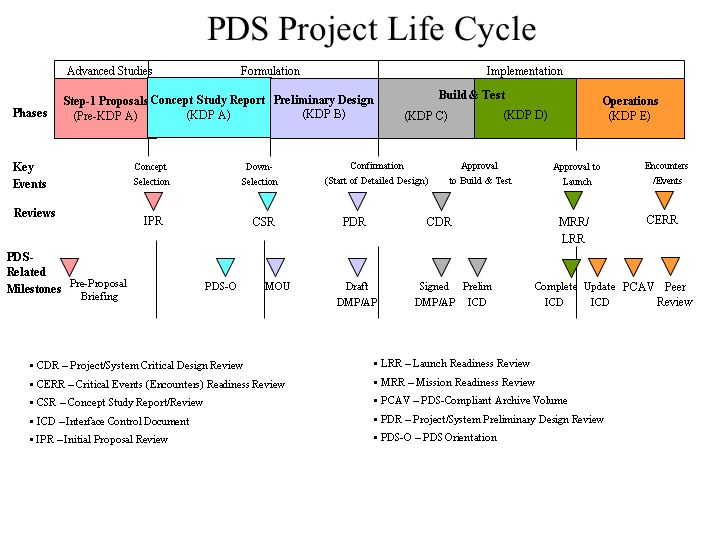 PDS Project Life Cycle
Advanced Studies Formulation Implementation
Phases
Step-1 Proposals
(Pre-KDP A)
Concept Study Report
(KDP A)
Preliminary Design
(KDP B)
Build & Test
(KDP C) (KDP D)
Operations
(KDP E)
Key
Events
Concept
Selection
Down-
Selection
Confirmation
(Start of Detailed Design)
Approval
to Build & Test
Approval to
Launch
Encounters
/Events
Reviews
IPR
CSR
PDR
CDR
MRR/
LRR
CERR
PDS-
Related
Milestones
Pre-Proposal
Briefing
PDS-O
MOU
Draft
DMP/AP
Signed
DMP/AP
Prelim
ICD
Complete
ICD
Update
ICD
PCAV
Peer
Review
• CDR – Project/System Critical Design Review
• CERR – Critical Events (Encounters) Readiness Review
• CSR – Concept Study Report/Review
• ICD – Interface Control Document
• IPR – Initial Proposal Review
• LRR – Launch Readiness Review
• MRR – Mission Readiness Review
• PCAV – PDS-Compliant Archive Volume
• PDR – Project/System Preliminary Design Review
• PDS-O – PDS Orientation